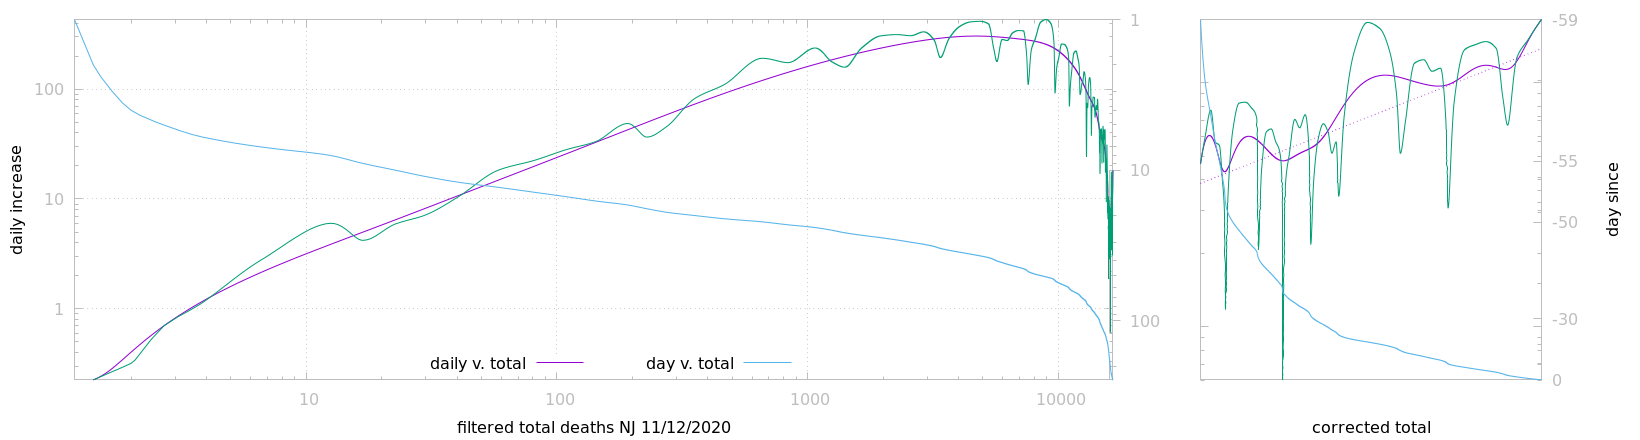 daily increase
100
10
1
daily v. total
day v. total
10
100
1000
10000
filtered total deaths NJ 11/12/2020
1
10
100
-59
-55
-50
-30
0
day since
corrected total